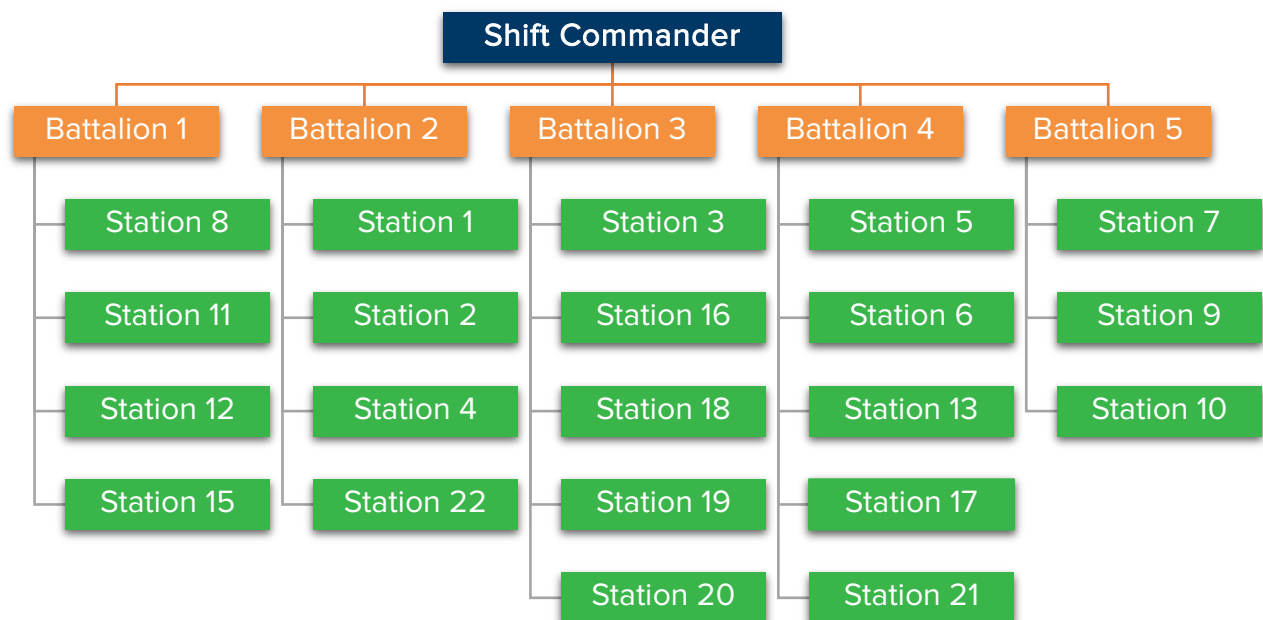 Shift Commander
Battalion 1
Battalion 2
Battalion 3
Battalion 4
Battalion 5
Station 8
Station 1
Station 3
Station 5
Station 7
Station 11
Station 2
Station 16
Station 6
Station 9
Station 12
Station 4
Station 18
Station 13
Station 10
Station 15
Station 22
Station 19
Station 17
Station 20
Station 21